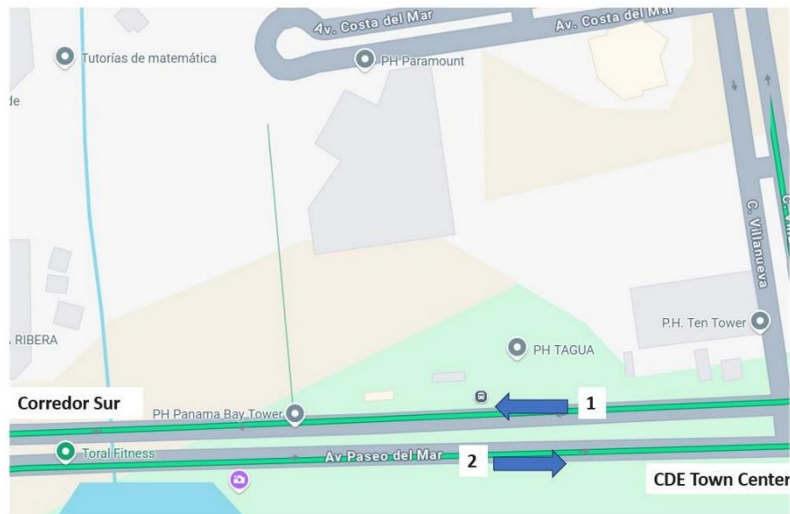 Av. Costa del Mar
Av. Costa del Mar
Tutorías de matemática
PH Paramount
de
C. Villanueva
C. Vill
P.H. Ten Tower
A RIBERA
PH TAGUA
Corredor Sur
PH Panama Bay Tower
1
Toral Fitness
Av Paseo del Mar
2
CDE Town Center